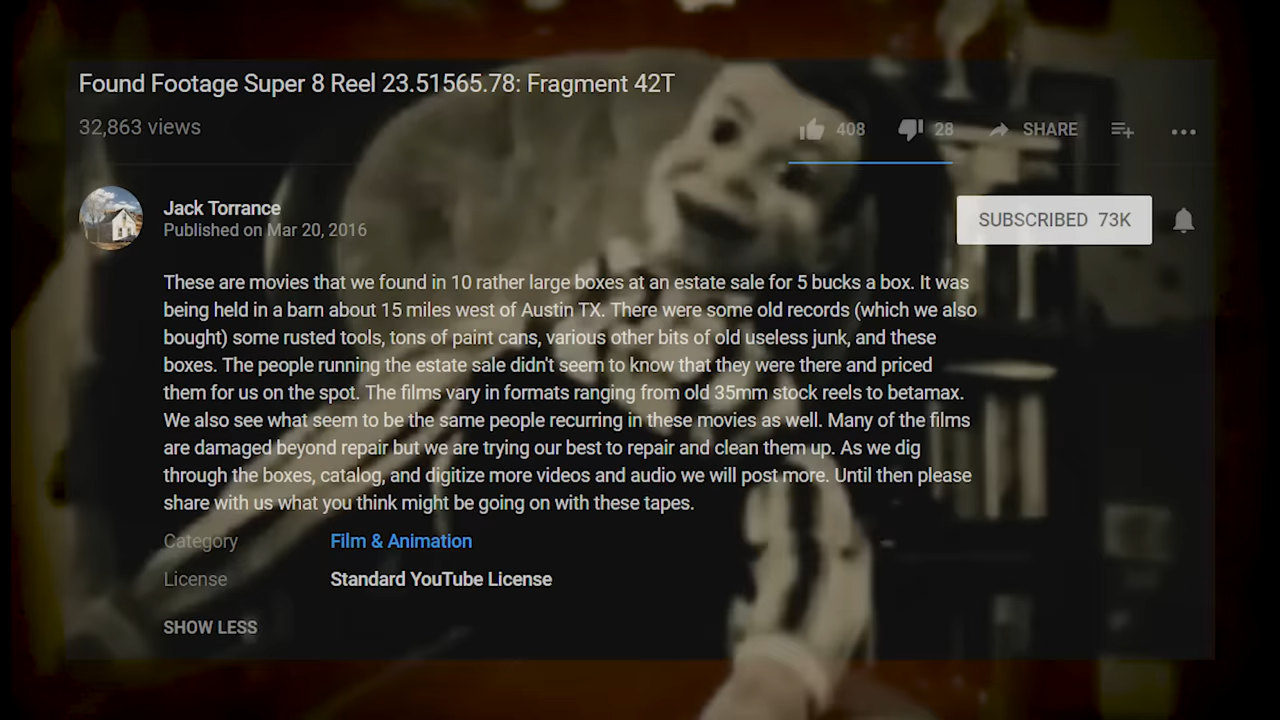 Found Footage Super 8 Reel 23.51565.78: Fragment 42T
32,863 views
408 28 SHARE
Jack Torrance
Published on Mar 20, 2016
SUBSCRIBED 73K
These are movies that we found in 10 rather large boxes at an estate sale for 5 bucks a box. It was
being held in a barn about 15 miles west of Austin TX. There were some old records (which we also
bought) some rusted tools, tons of paint cans, various other bits of old useless junk, and these
boxes. The people running the estate sale didn't seem to know that they were there and priced
them for us on the spot. The films vary in formats ranging from old 35mm stock reels to betamax.
We also see what seem to be the same people recurring in these movies as well. Many of the films
are damaged beyond repair but we are trying our best to repair and clean them up. As we dig
through the boxes, catalog, and digitize more videos and audio we will post more. Until then please
share with us what you think might be going on with these tapes.
Category Film & Animation
License Standard YouTube License
SHOW LESS